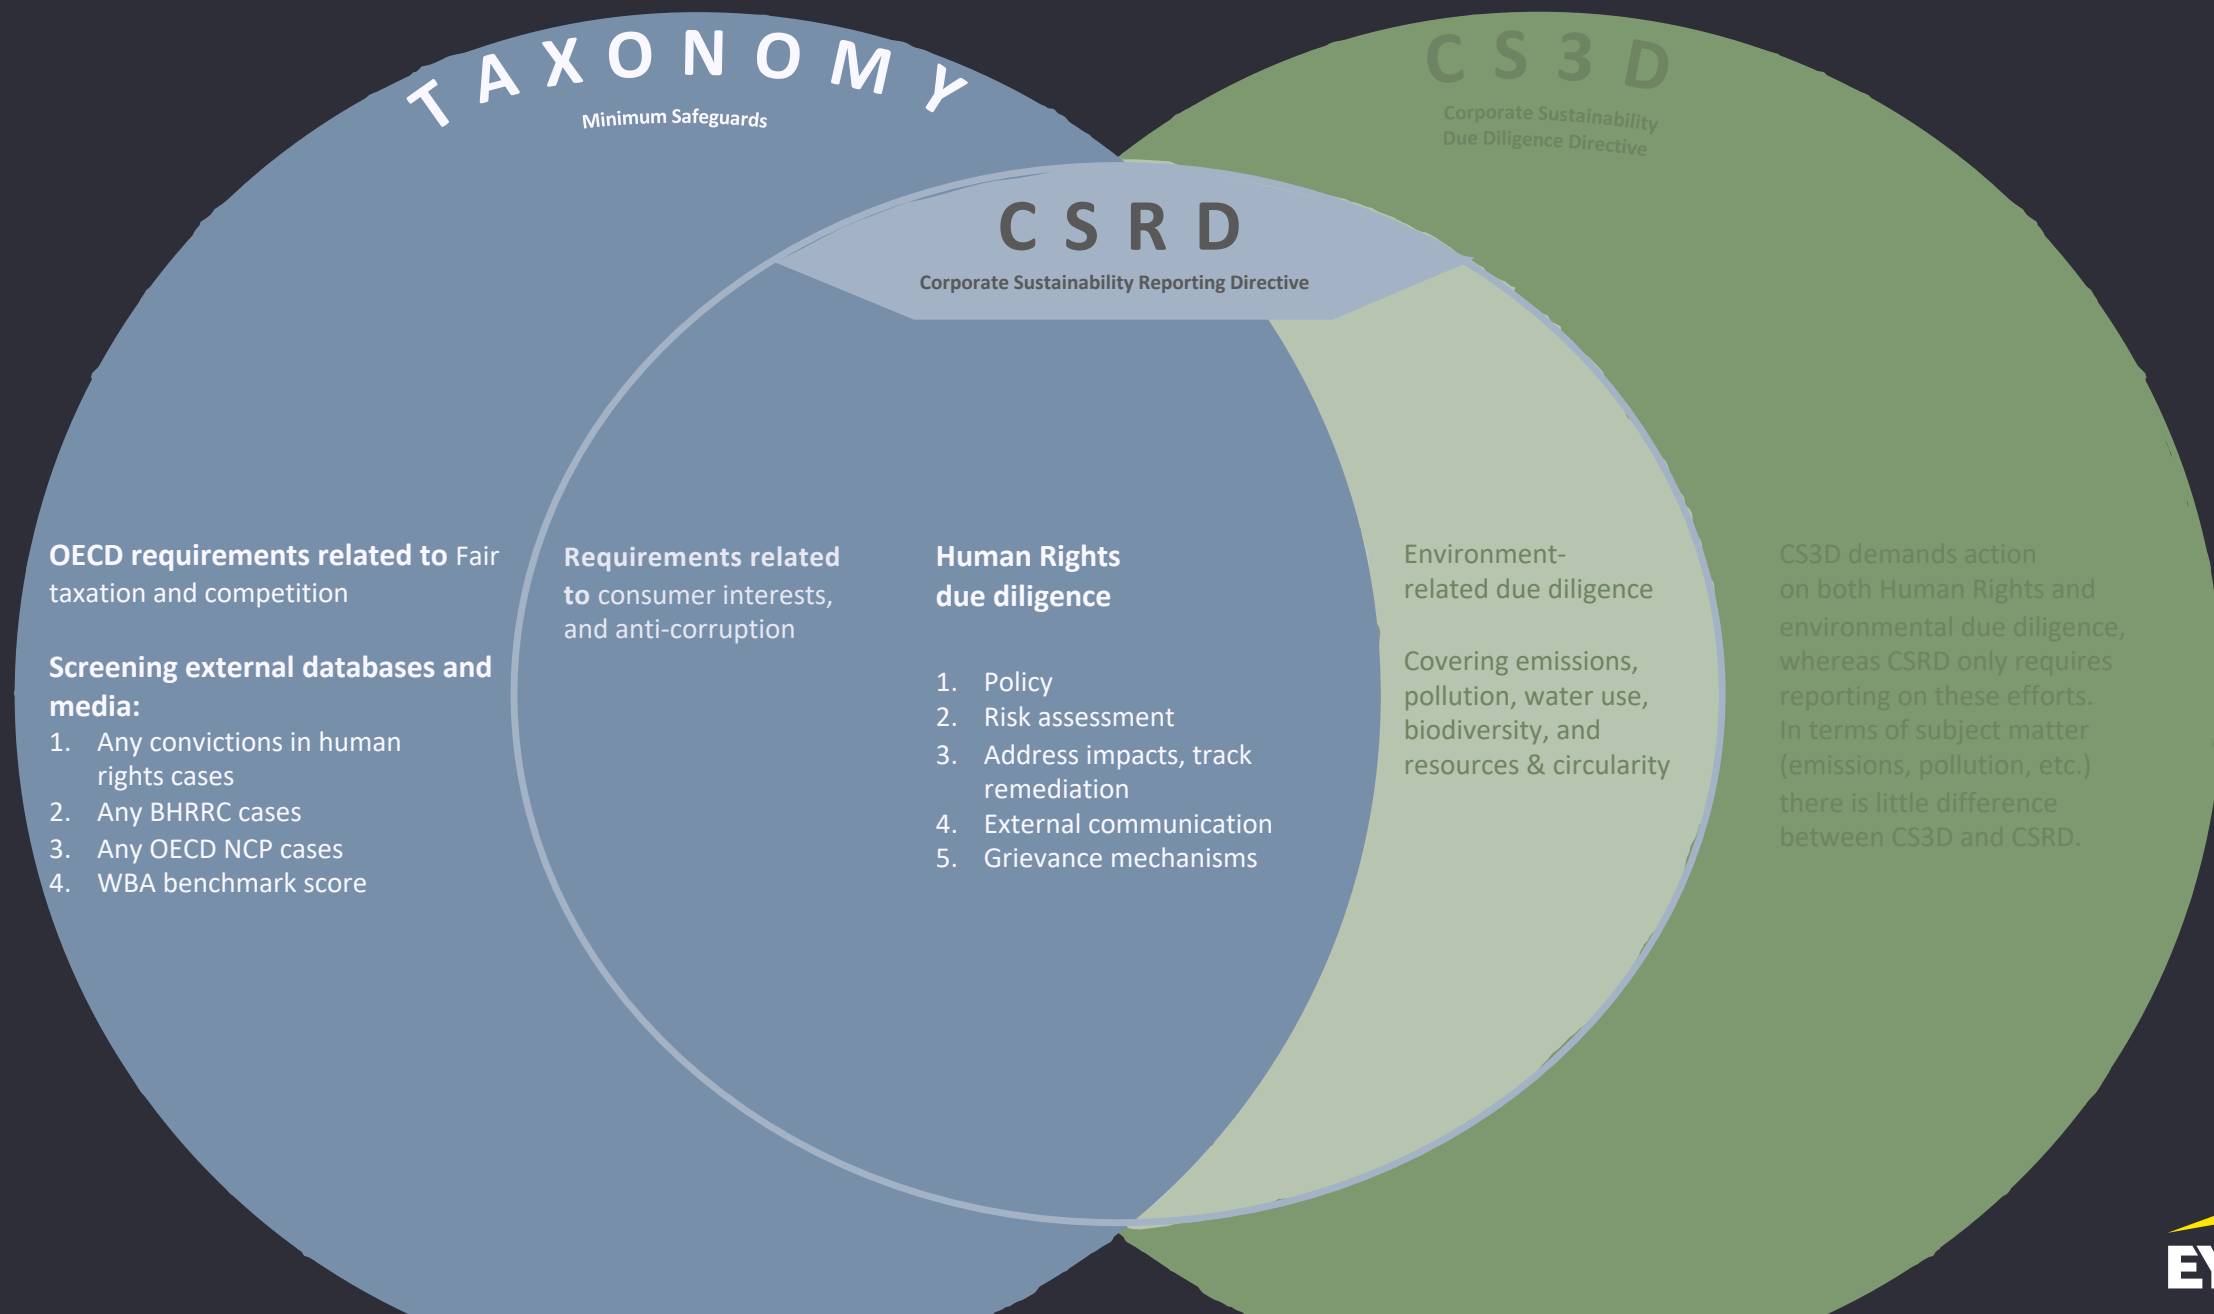 TAXONOMY
Minimum Safeguards
CS3D
Corporate Sustainability
Due Diligence Directive
CSRD
Corporate Sustainability Reporting Directive
OECD requirements related to Fair
taxation and competition
Screening external databases and
media:
1. Any convictions in human
rights cases
2. Any BHRRC cases
3. Any OECD NCP cases
4. WBA benchmark score
Requirements related
to consumer interests,
and anti-corruption
Human Rights
due diligence
1. Policy
2. Risk assessment
3. Address impacts, track
remediation
4. External communication
5. Grievance mechanisms
Environment-
related due diligence
Covering emissions,
pollution, water use,
biodiversity, and
resources & circularity
CS3D demands action
on both Human Rights and
environmental due diligence,
whereas CSRD only requires
reporting on these efforts.
In terms of subject matter
(emissions, pollution, etc.)
there is little difference
between CS3D and CSRD.
EY